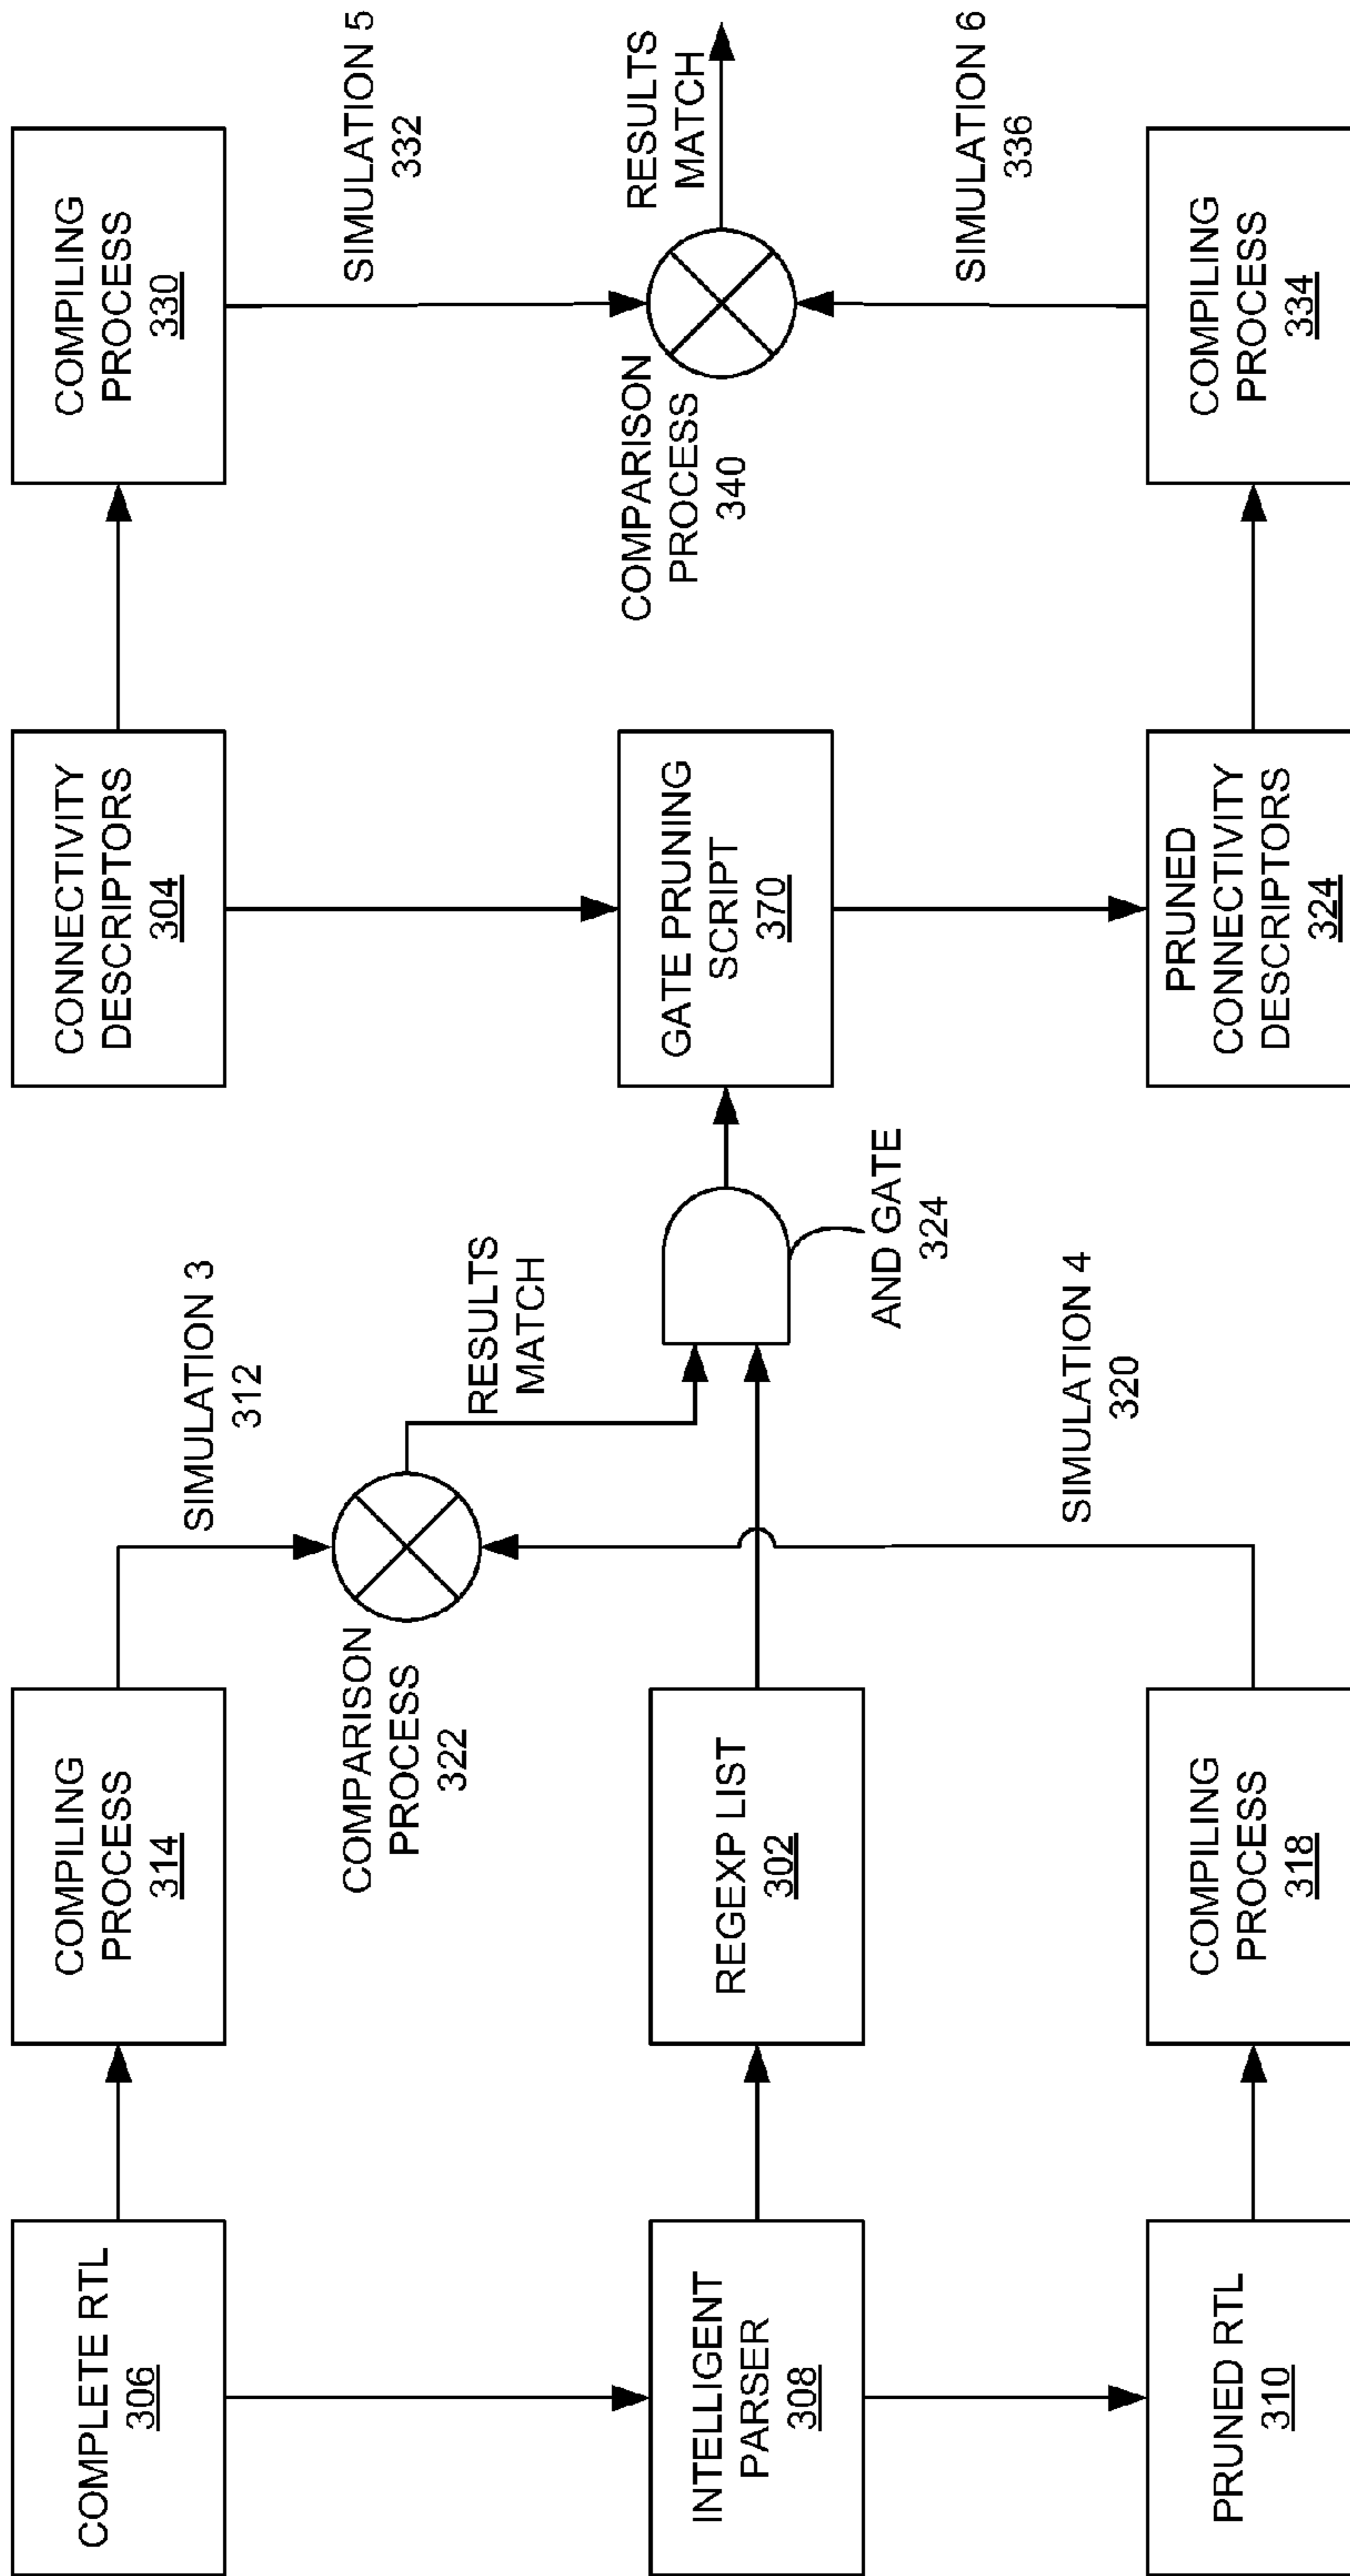 COMPLETE RTL
306
COMPILING
PROCESS
314
SIMULATION 3
312
CONNECTIVITY
DESCRIPTORS
304
COMPILING
PROCESS
330
SIMULATION 5
332
COMPARISON
PROCESS
322
RESULTS
MATCH
INTELLIGENT
PARSER
308
REGEXP LIST
302
AND GATE
324
GATE PRUNING
SCRIPT
370
COMPARISON
PROCESS
340
RESULTS
MATCH
PRUNED RTL
310
COMPILING
PROCESS
318
SIMULATION 4
320
PRUNED
CONNECTIVITY
DESCRIPTORS
324
COMPILING
PROCESS
334
SIMULATION 6
336